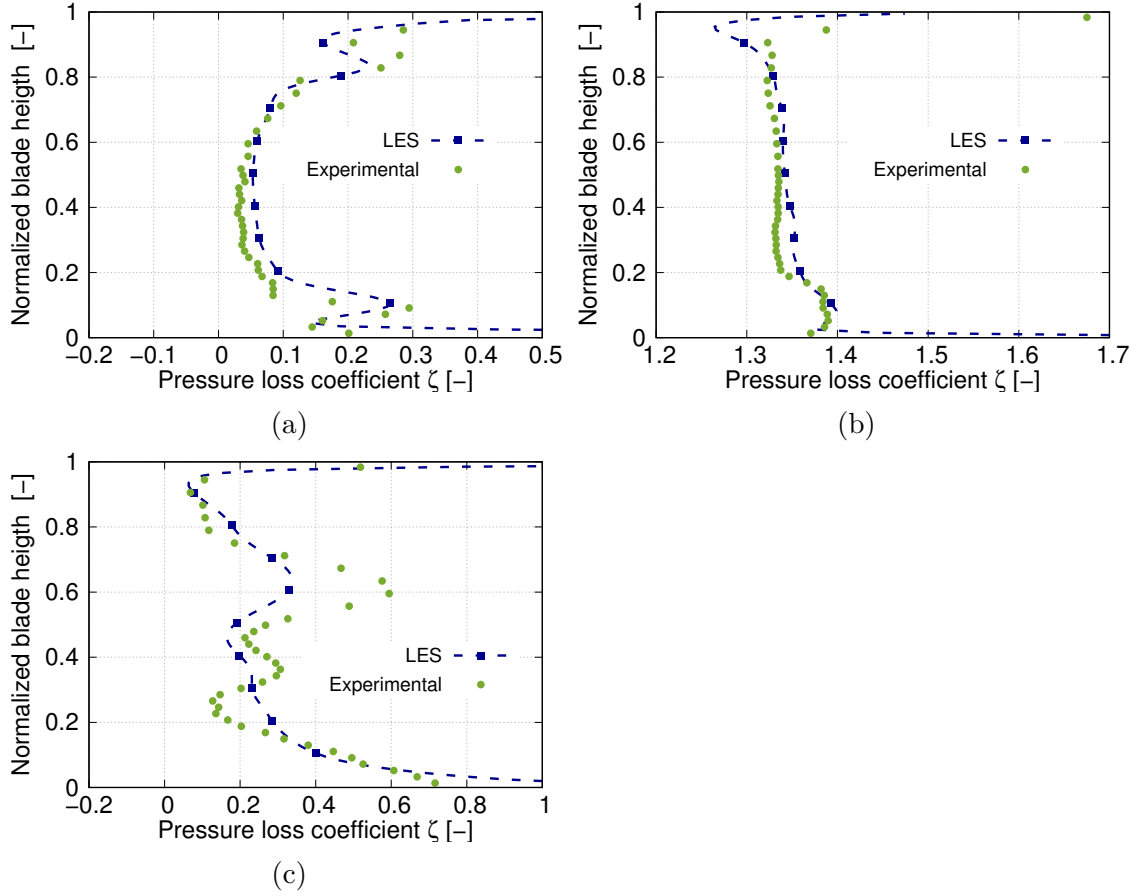 1
0.8
0.6
0.4
0.2
0
Normalized blade heigth [−]
LES
Experimental
−0.2 −0.1 0 0.1 0.2 0.3 0.4 0.5
Pressure loss coefficient ζ [−]
(a)
1
0.8
0.6
0.4
0.2
0
Normalized blade heigth [−]
LES
Experimental
1.2 1.3 1.4 1.5 1.6 1.7
Pressure loss coefficient ζ [−]
(b)
1
0.8
0.6
0.4
0.2
0
Normalized blade heigth [−]
LES
Experimental
−0.2 0 0.2 0.4 0.6 0.8 1
Pressure loss coefficient ζ [−]
(c)